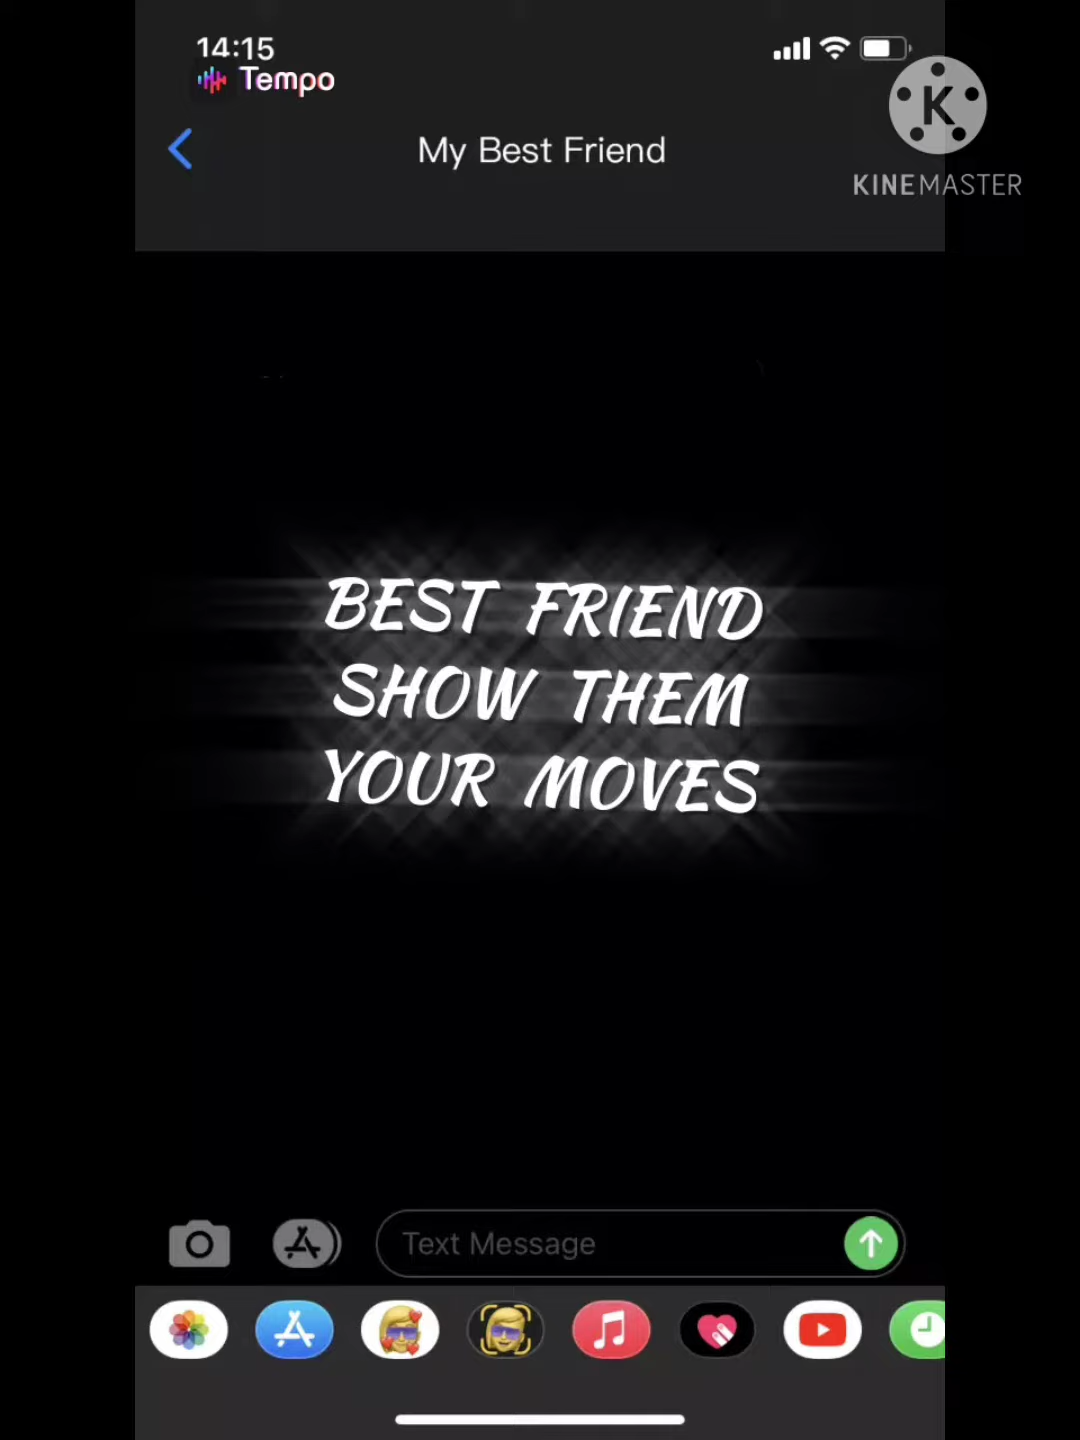 14:15
Tempo
K
KINEMASTER
My Best Friend
BEST FRIEND
SHOW THEM
YOUR MOVES
Text Message